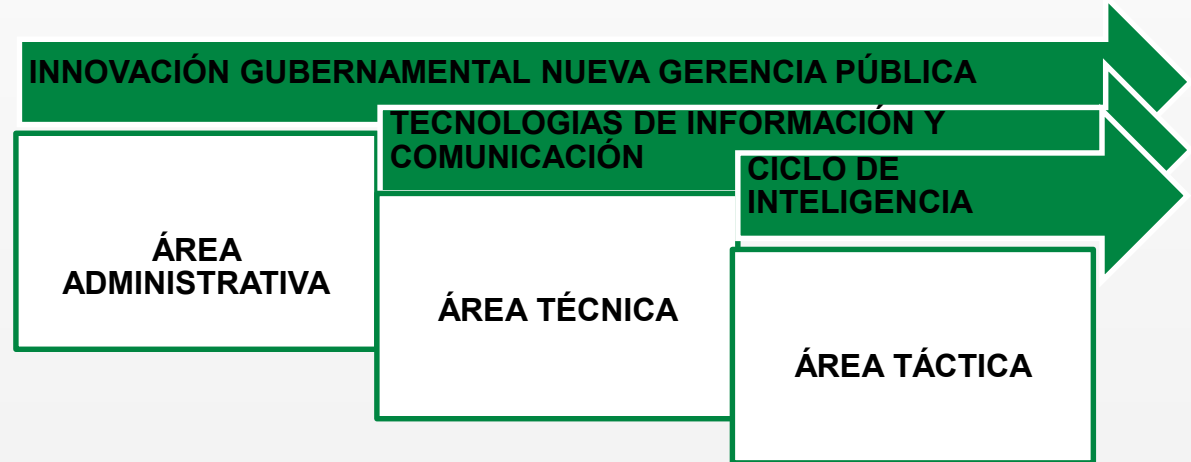 INNOVACIÓN GUBERNAMENTAL NUEVA GERENCIA PÚBLICA
TECNOLOGIAS DE INFORMACIÓN Y
COMUNICACIÓN
CICLO DE
INTELIGENCIA
ÁREA
ADMINISTRATIVA
ÁREA TÉCNICA
ÁREA TÁCTICA